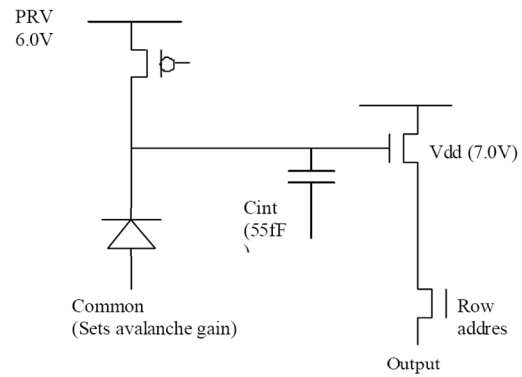 PRV
6.0V
Vdd (7.0V)
Cint
(55fF
)
Common
(Sets avalanche gain)
Row
addres
Output